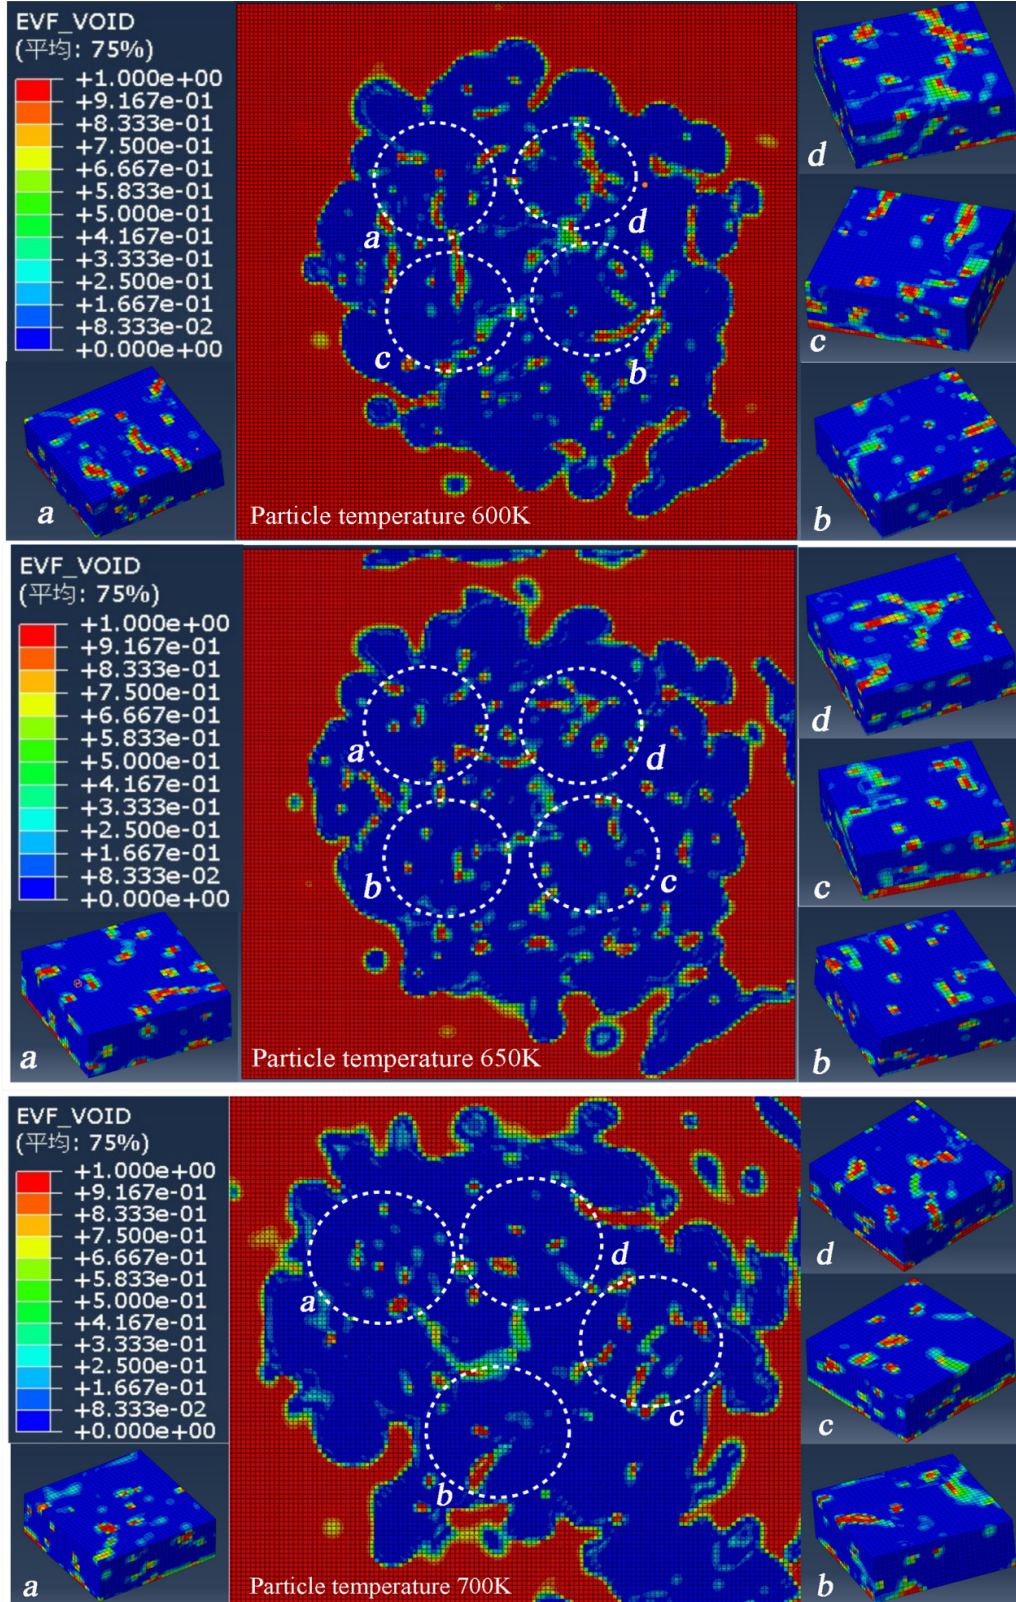 EVF_VOID
(平均: 75%)
+1.000e+00
+9.167e-01
+8.333e-01
+7.500e-01
+6.667e-01
+5.833e-01
+5.000e-01
+4.167e-01
+3.333e-01
+2.500e-01
+1.667e-01
+8.333e-02
+0.000e+00
a
a
d
c
b
Particle temperature 600K
d
c
b
EVF_VOID
(平均: 75%)
+1.000e+00
+9.167e-01
+8.333e-01
+7.500e-01
+6.667e-01
+5.833e-01
+5.000e-01
+4.167e-01
+3.333e-01
+2.500e-01
+1.667e-01
+8.333e-02
+0.000e+00
a
a
d
b
c
Particle temperature 650K
d
c
b
EVF_VOID
(平均: 75%)
+1.000e+00
+9.167e-01
+8.333e-01
+7.500e-01
+6.667e-01
+5.833e-01
+5.000e-01
+4.167e-01
+3.333e-01
+2.500e-01
+1.667e-01
+8.333e-02
+0.000e+00
a
a
d
c
b
Particle temperature 700K
d
c
b